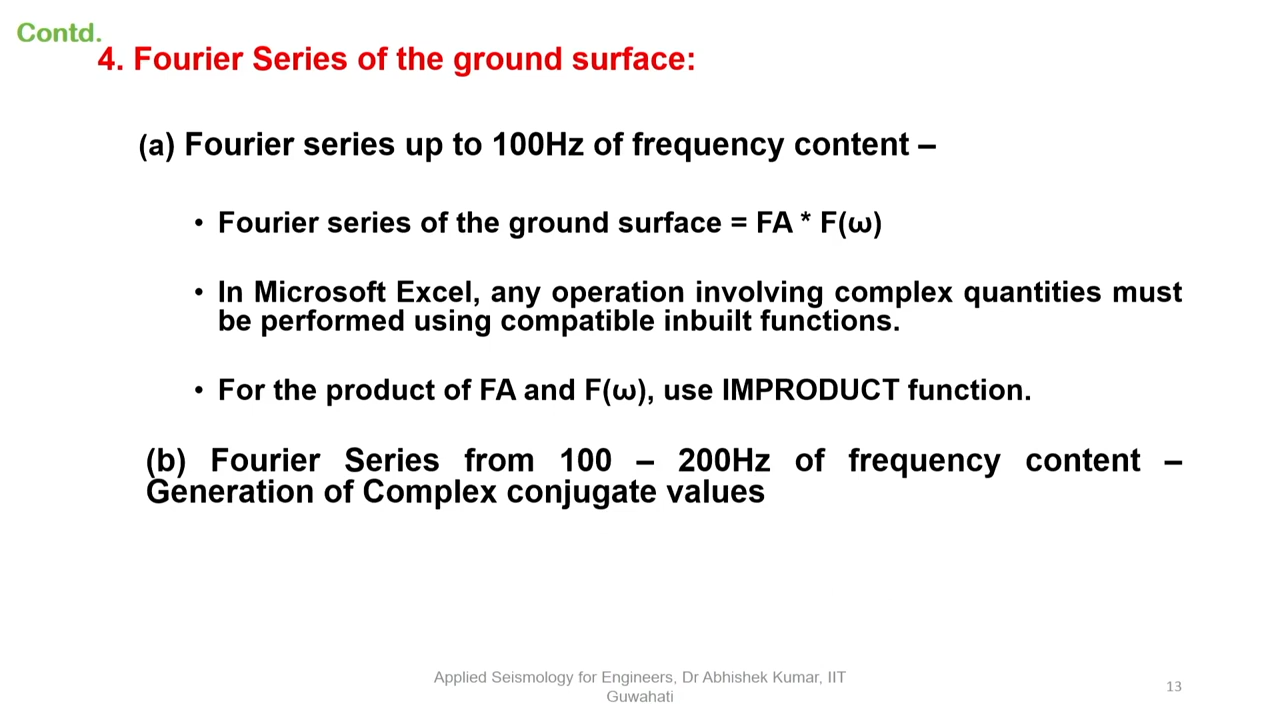 Contd.
4. Fourier Series of the ground surface:
(a) Fourier series up to 100Hz of frequency content –
• Fourier series of the ground surface = FA * F(ω)
• In Microsoft Excel, any operation involving complex quantities must
be performed using compatible inbuilt functions.
• For the product of FA and F(ω), use IMPRODUCT function.
(b) Fourier Series from 100 – 200Hz of frequency content –
Generation of Complex conjugate values
Applied Seismology for Engineers, Dr Abhishek Kumar, IIT
Guwahati
13